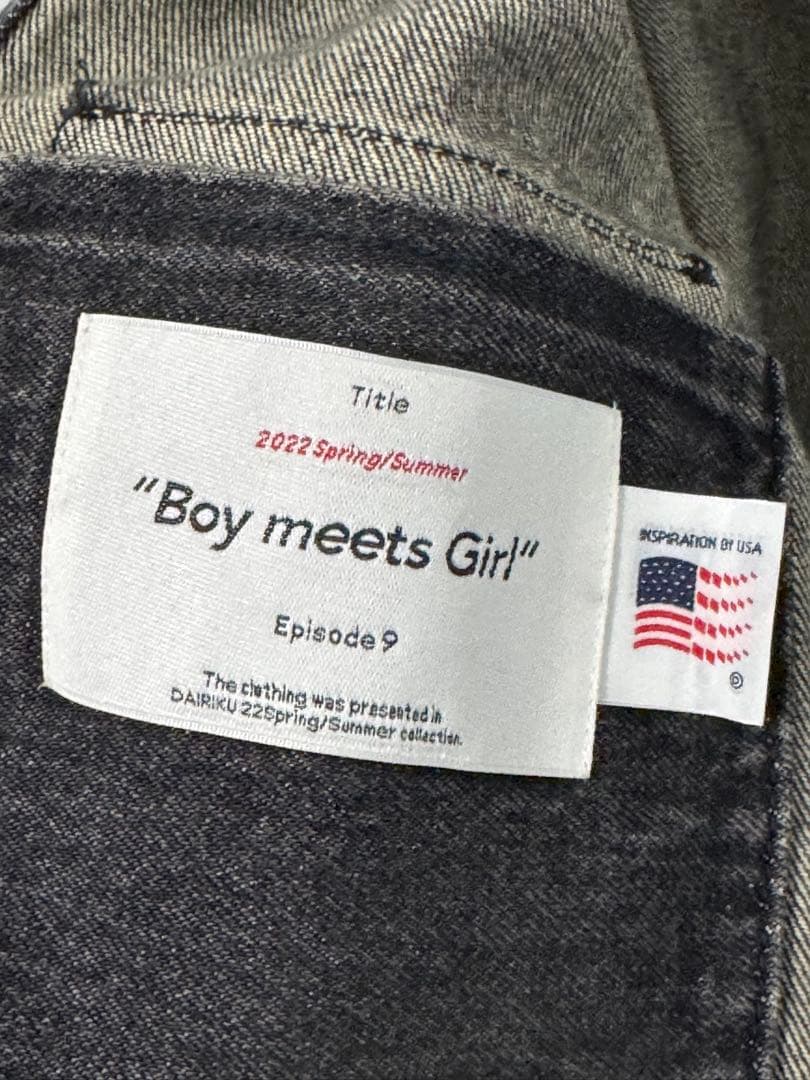 Title
2022 Spring/Summer
"Boy meets Girl"
Episode 9
The clothing was presented in
DAIRIKU 22Spring/Summer collection.
INSPIRATION BY USA
Ⓓ